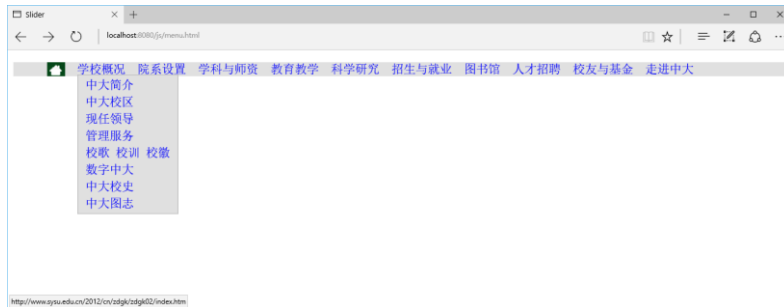 Slider
localhost:8080/js/menu.html
学校概况 院系设置 学科与师资 教育教学 科学研究 招生与就业 图书馆 人才招聘 校友与基金 走进中大
中大简介
中大校区
现任领导
管理服务
校歌 校训 校徽
数字中大
中大校史
中大图志
http://www.sysu.edu.cn/2012/cn/zdgk/zdgk02/index.htm